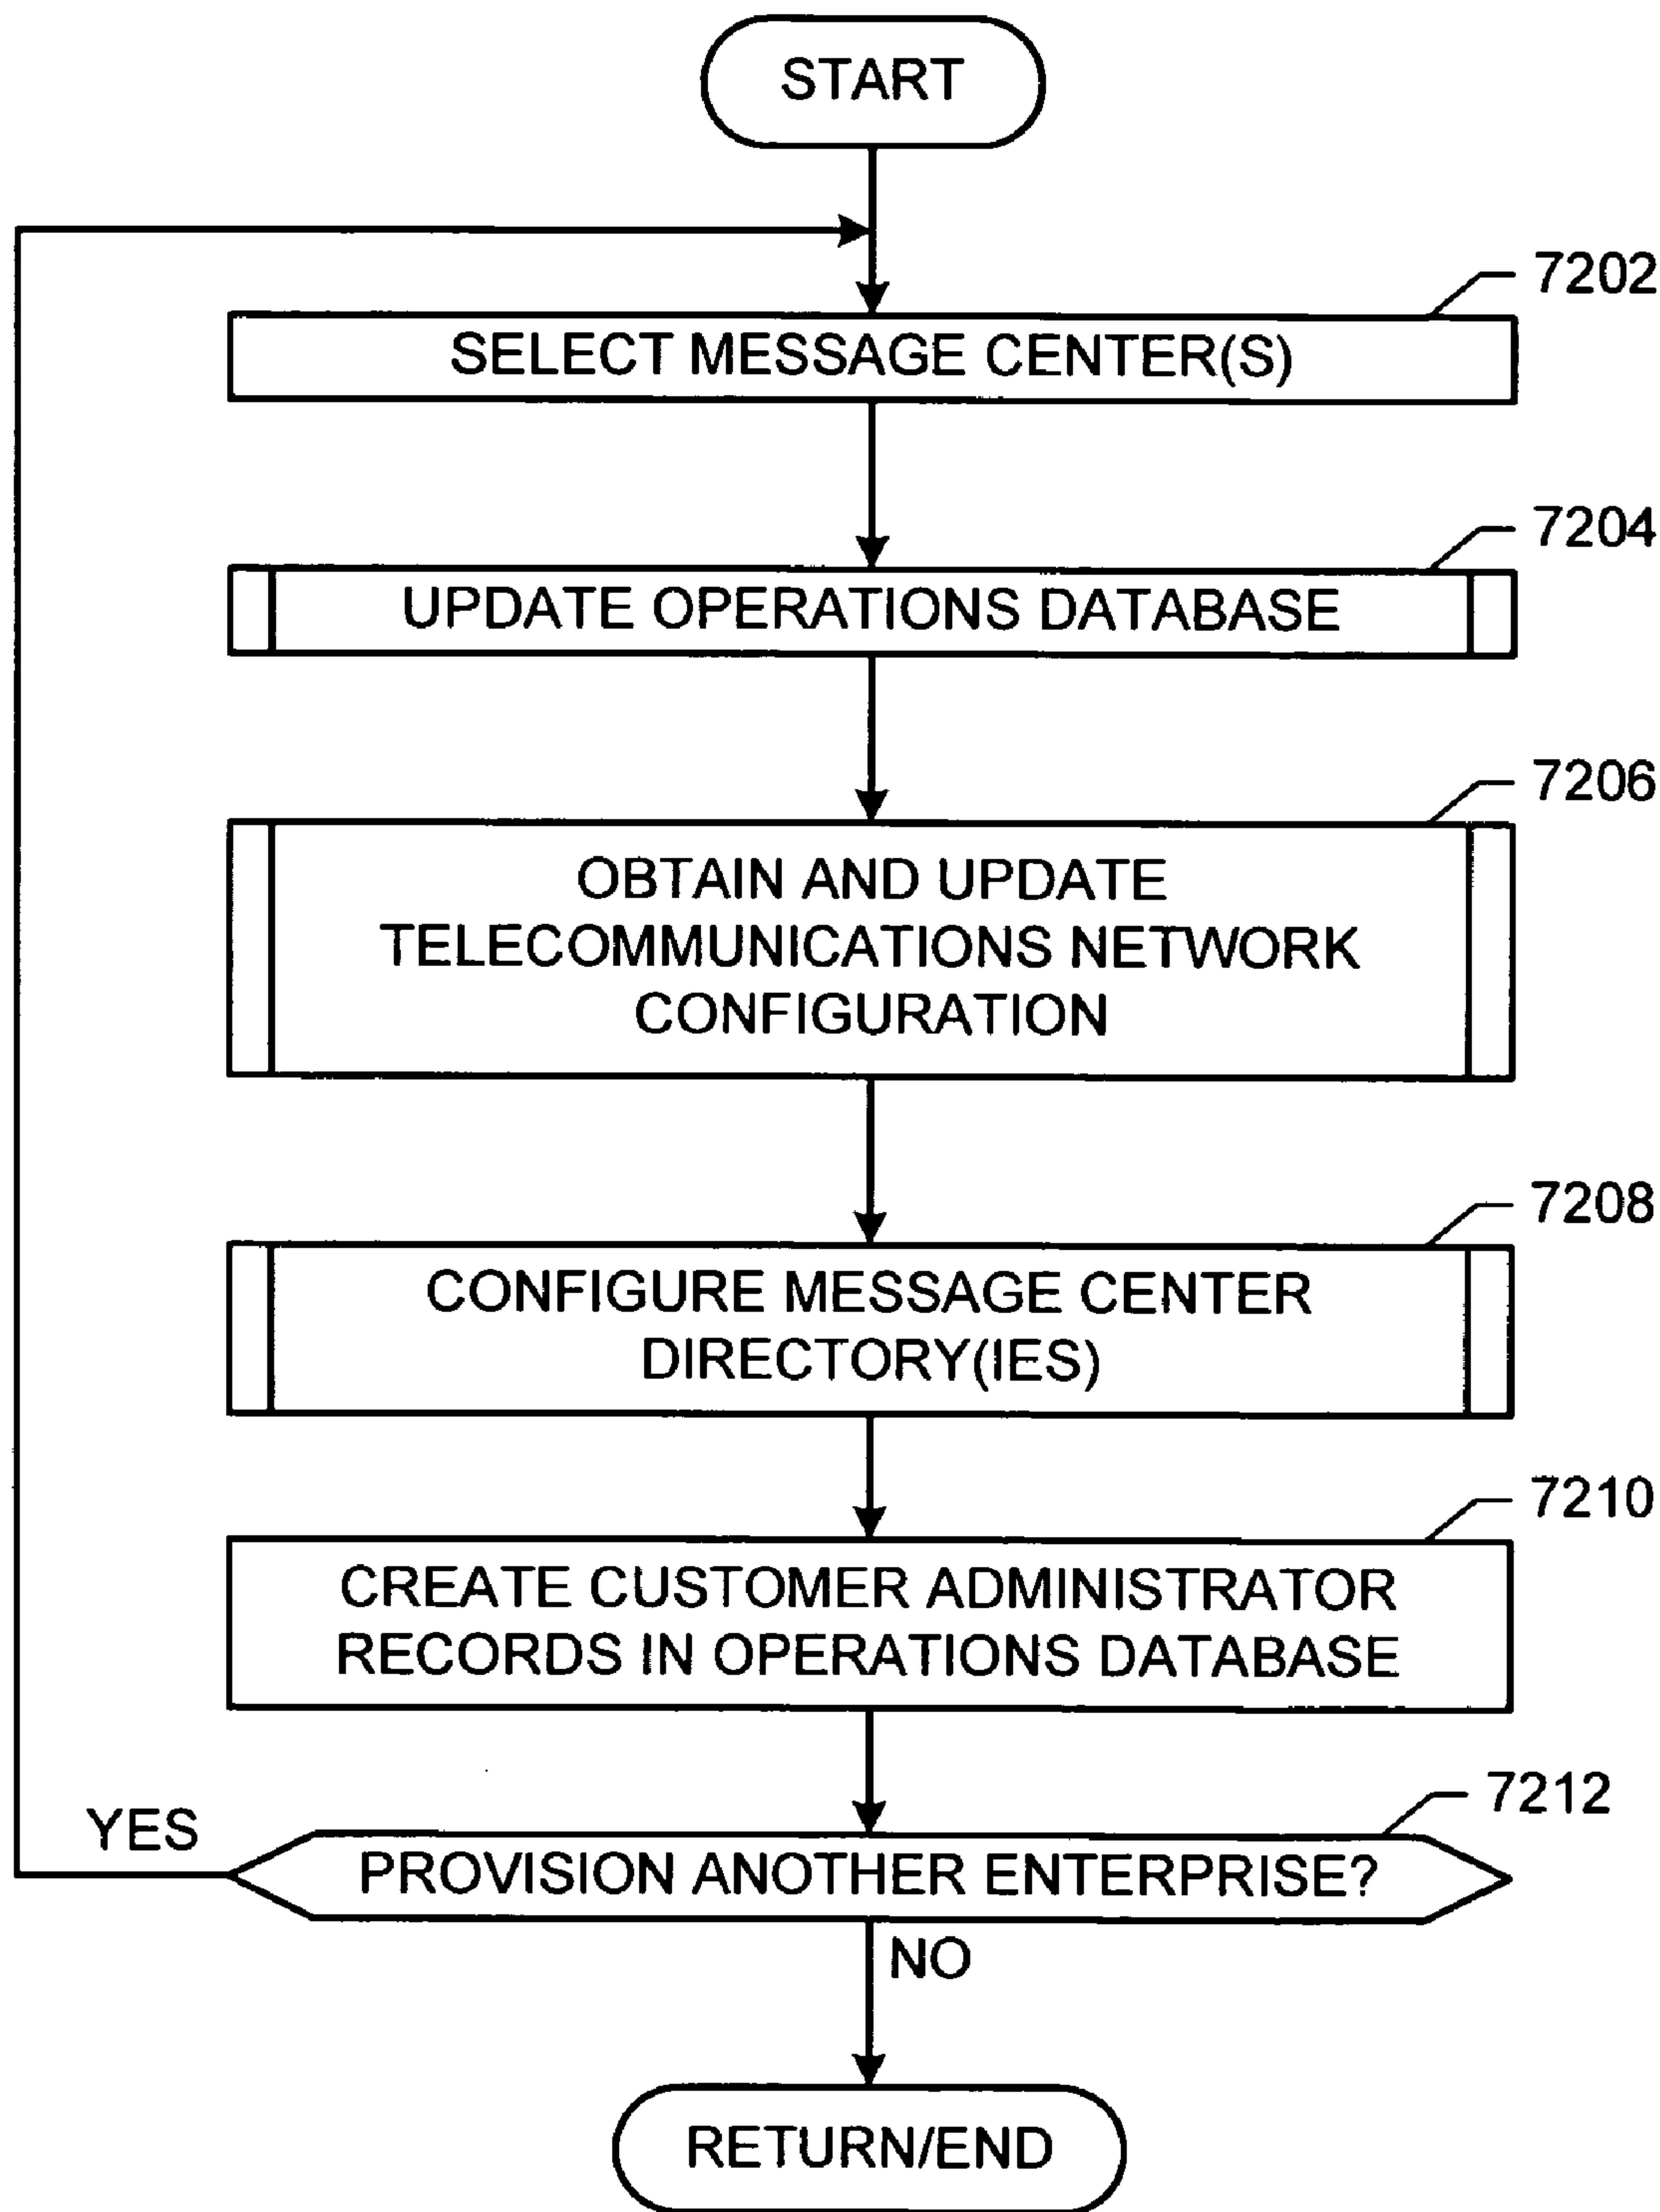 START
7202
SELECT MESSAGE CENTER(S)
7204
UPDATE OPERATIONS DATABASE
7206
OBTAIN AND UPDATE
TELECOMMUNICATIONS NETWORK
CONFIGURATION
7208
CONFIGURE MESSAGE CENTER
DIRECTORY(IES)
7210
CREATE CUSTOMER ADMINISTRATOR
RECORDS IN OPERATIONS DATABASE
7212
YES
PROVISION ANOTHER ENTERPRISE?
NO
RETURN/END